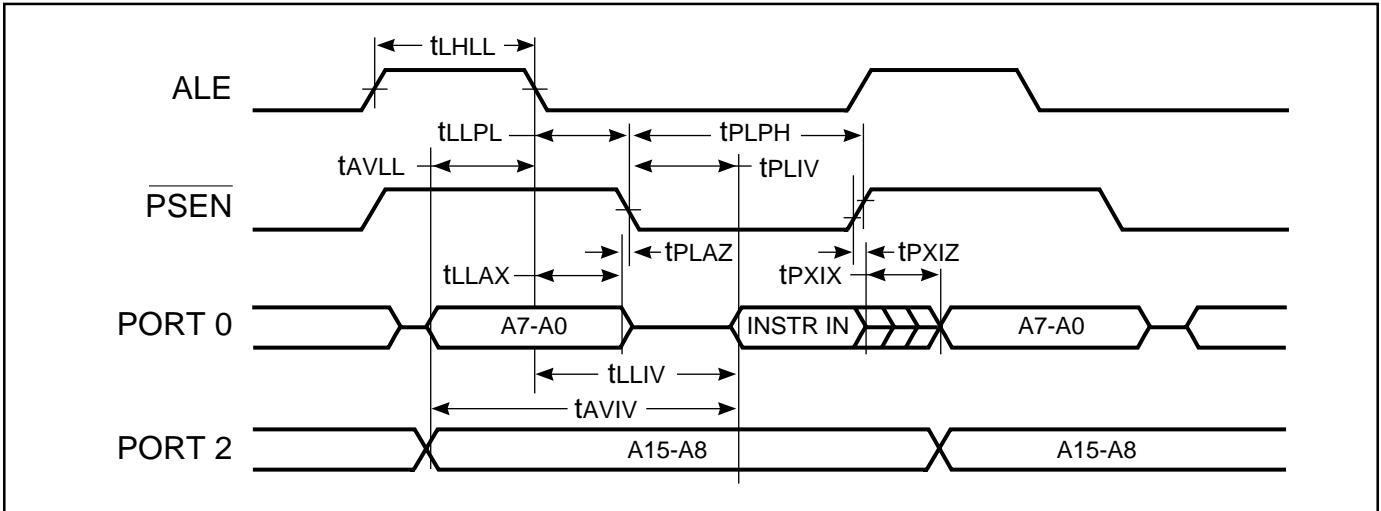 tLHLL
ALE
tLLPL
tPLPH
tAVLL
tPLIV
PSEN
tPLAZ
tPXIZ
tLLAX
tPXIX
PORT 0
A7-A0
INSTR IN
A7-A0
tLLIV
tAVIV
PORT 2
A15-A8
A15-A8